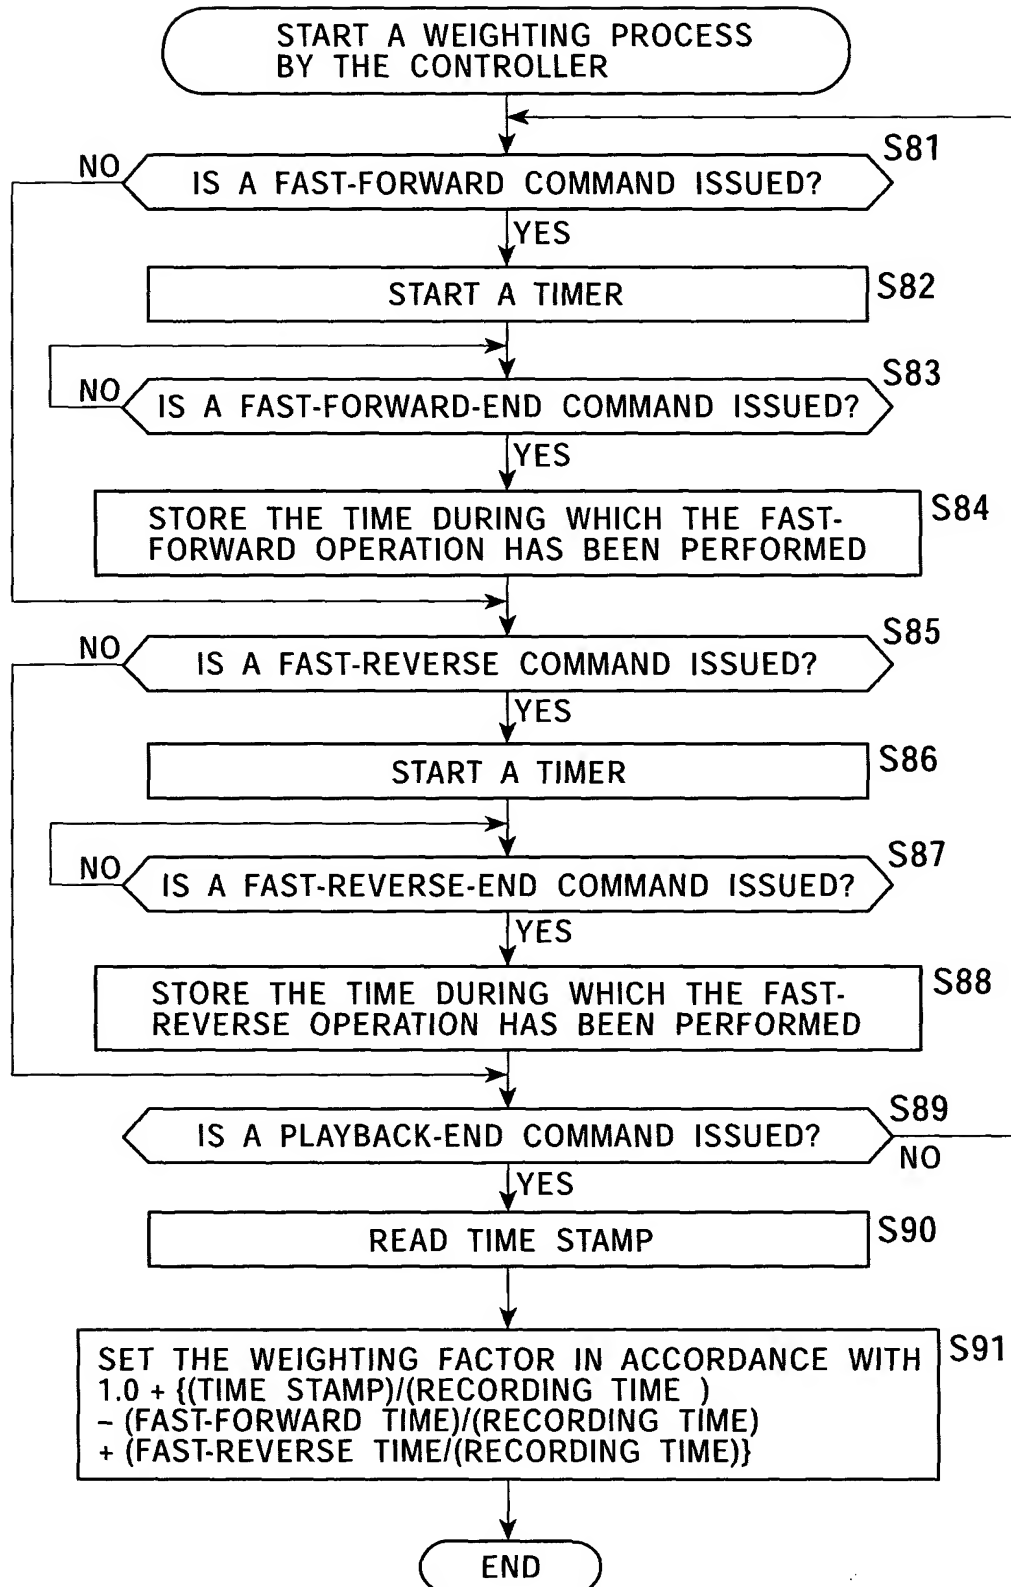 START A WEIGHTING PROCESS
BY THE CONTROLLER
S81
NO
IS A FAST-FORWARD COMMAND ISSUED?
YES
S82
START A TIMER
S83
NO
IS A FAST-FORWARD-END COMMAND ISSUED?
YES
S84
STORE THE TIME DURING WHICH THE FAST-
FORWARD OPERATION HAS BEEN PERFORMED
S85
NO
IS A FAST-REVERSE COMMAND ISSUED?
YES
S86
START A TIMER
S87
NO
IS A FAST-REVERSE-END COMMAND ISSUED?
YES
S88
STORE THE TIME DURING WHICH THE FAST-
REVERSE OPERATION HAS BEEN PERFORMED
S89
IS A PLAYBACK-END COMMAND ISSUED?
NO
YES
S90
READ TIME STAMP
S91
SET THE WEIGHTING FACTOR IN ACCORDANCE WITH
1.0 + {(TIME STAMP)/(RECORDING TIME )
– (FAST-FORWARD TIME)/(RECORDING TIME)
+ (FAST-REVERSE TIME/(RECORDING TIME)}
END